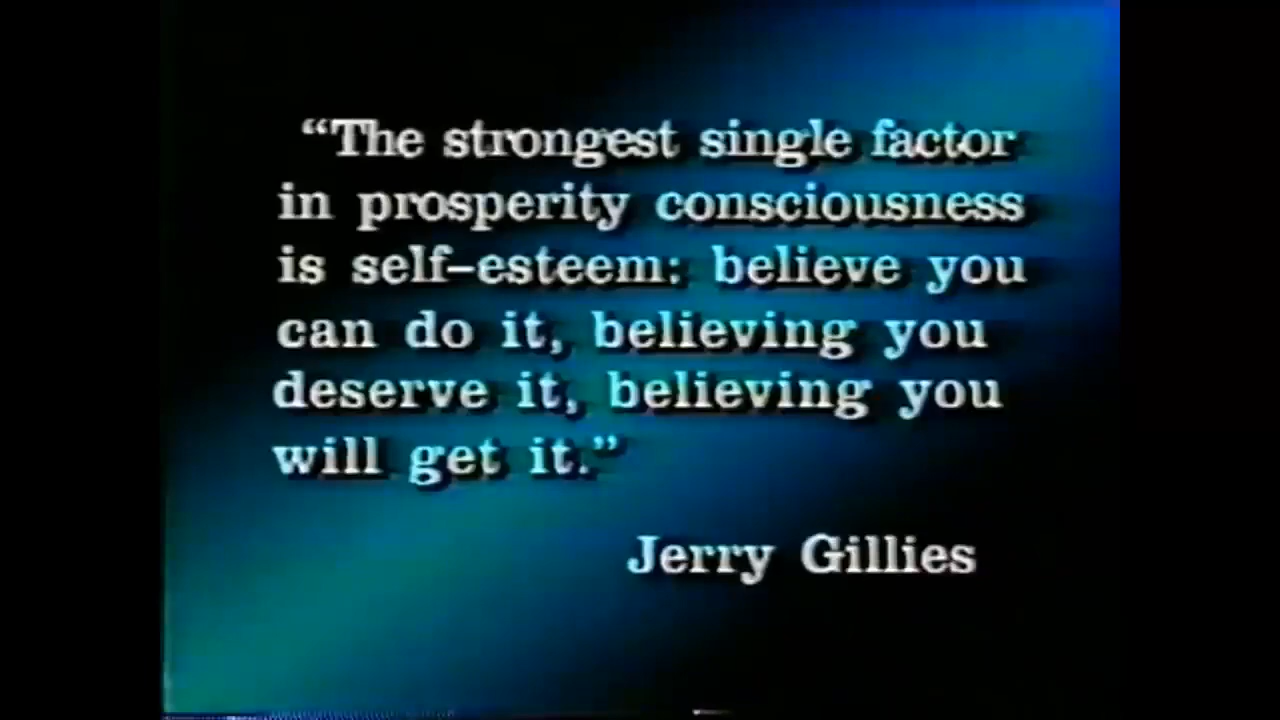 “The strongest single factor
in prosperity consciousness
is self-esteem: believe you
can do it, believing you
deserve it, believing you
will get it.”
Jerry Gillies